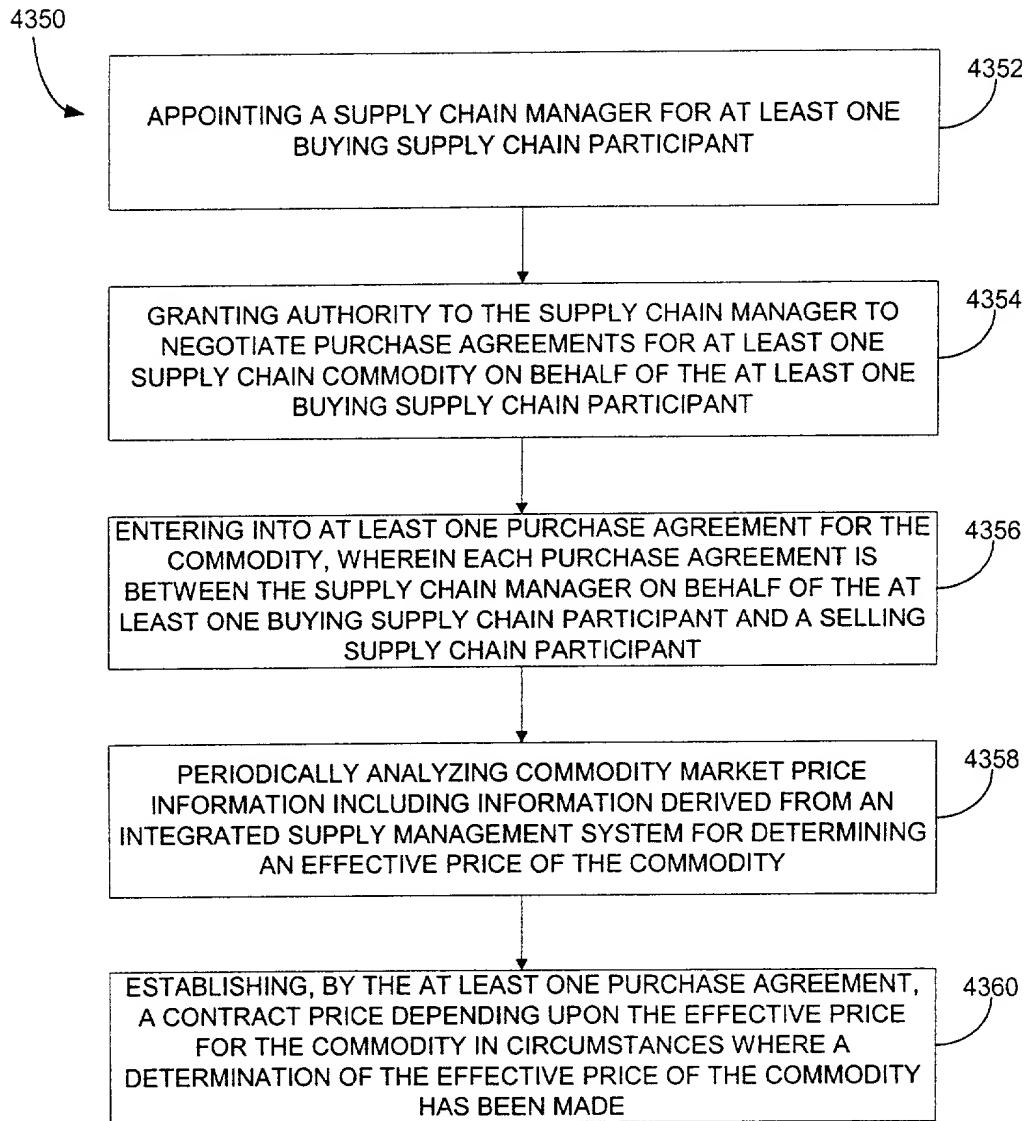 4350
4352
APPOINTING A SUPPLY CHAIN MANAGER FOR AT LEAST ONE
BUYING SUPPLY CHAIN PARTICIPANT
4354
GRANTING AUTHORITY TO THE SUPPLY CHAIN MANAGER TO
NEGOTIATE PURCHASE AGREEMENTS FOR AT LEAST ONE
SUPPLY CHAIN COMMODITY ON BEHALF OF THE AT LEAST ONE
BUYING SUPPLY CHAIN PARTICIPANT
4356
ENTERING INTO AT LEAST ONE PURCHASE AGREEMENT FOR THE
COMMODITY, WHEREIN EACH PURCHASE AGREEMENT IS
BETWEEN THE SUPPLY CHAIN MANAGER ON BEHALF OF THE AT
LEAST ONE BUYING SUPPLY CHAIN PARTICIPANT AND A SELLING
SUPPLY CHAIN PARTICIPANT
4358
PERIODICALLY ANALYZING COMMODITY MARKET PRICE
INFORMATION INCLUDING INFORMATION DERIVED FROM AN
INTEGRATED SUPPLY MANAGEMENT SYSTEM FOR DETERMINING
AN EFFECTIVE PRICE OF THE COMMODITY
4360
ESTABLISHING, BY THE AT LEAST ONE PURCHASE AGREEMENT,
A CONTRACT PRICE DEPENDING UPON THE EFFECTIVE PRICE
FOR THE COMMODITY IN CIRCUMSTANCES WHERE A
DETERMINATION OF THE EFFECTIVE PRICE OF THE COMMODITY
HAS BEEN MADE